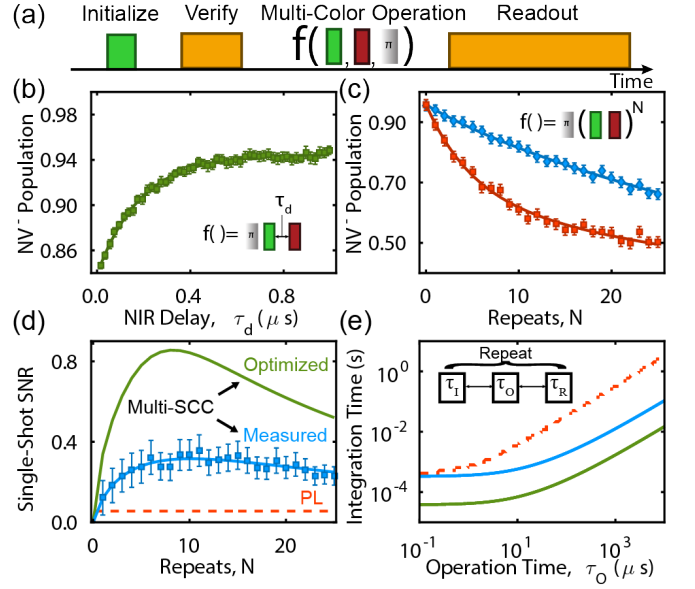 (a) Initialize Verify Multi-Color Operation Readout
f( , , π )
Time
(b)
0.98
0.94
0.90
0.86
NV⁻ Population
τd
f( )= π
0.0 0.4 0.8
NIR Delay, τd (μs)
(c)
0.90
0.70
0.50
NV⁻ Population
f( )= π ( )N
0 10 20
Repeats, N
(d)
0.8
0.4
0.0
Single-Shot SNR
Optimized
Multi-SCC
Measured
PL
0 10 20
Repeats, N
(e)
10⁰
10⁻²
10⁻⁴
Integration Time (s)
Repeat
τI τO τR
10⁻¹ 10¹ 10³
Operation Time, τO (μs)